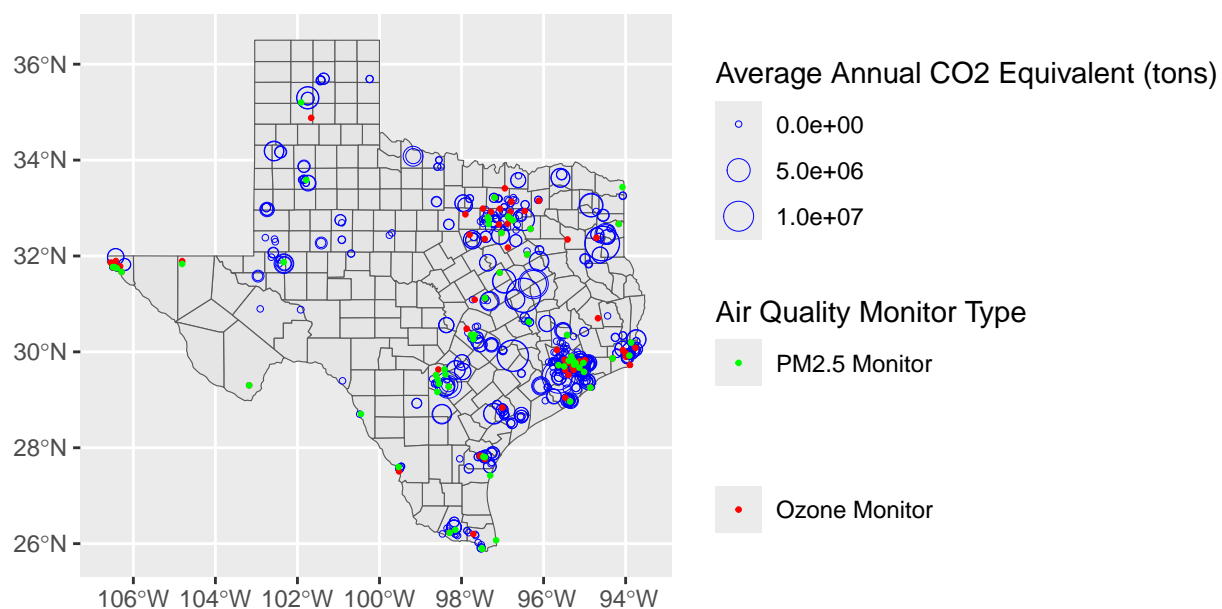 36°N
34°N
32°N
30°N
28°N
26°N
106°W 104°W 102°W 100°W 98°W 96°W 94°W
Average Annual CO2 Equivalent (tons)
0.0e+00
5.0e+06
1.0e+07
Air Quality Monitor Type
PM2.5 Monitor
Ozone Monitor